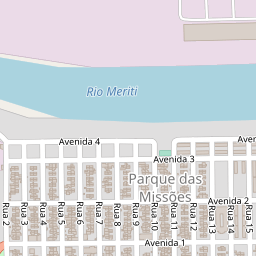 Rio Meriti
Avenida 4
Avenida 3
Parque das
Missões
Avenida 2
Rua 2
Rua 3
Rua 4
Rua 5
Rua 6
Rua 7
Rua 8
Rua 9
Rua 10
Rua 11
Rua 12
Rua 13
Rua 15
Rua 18
Avenida 1